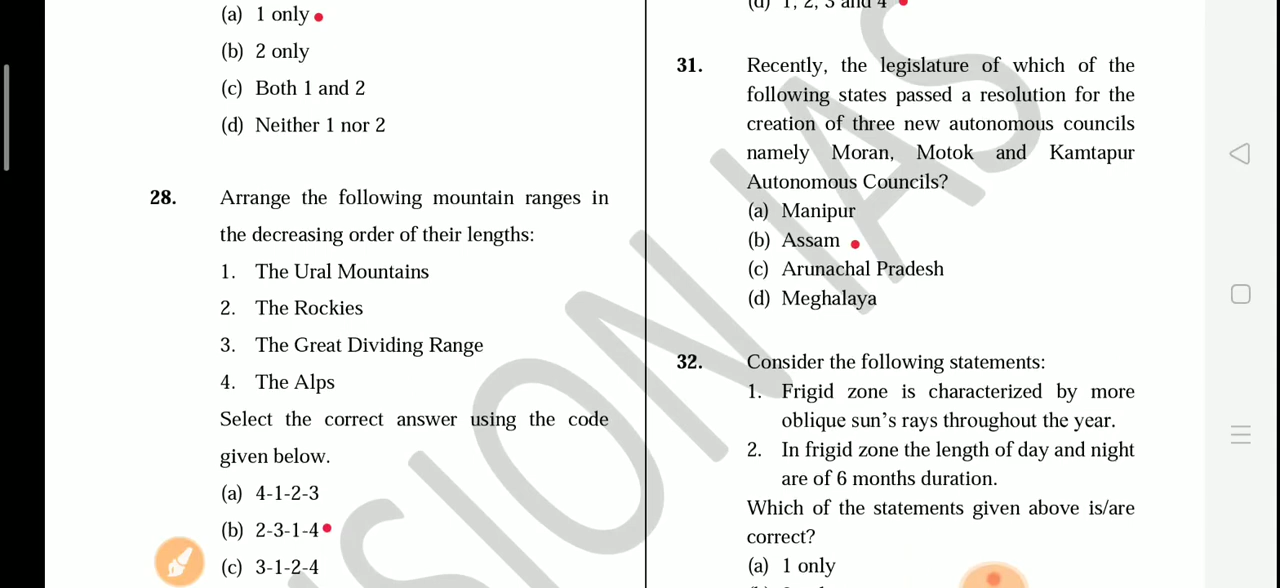 (a) 1 only
(b) 2 only
(c) Both 1 and 2
(d) Neither 1 nor 2
28. Arrange the following mountain ranges in
the decreasing order of their lengths:
1. The Ural Mountains
2. The Rockies
3. The Great Dividing Range
4. The Alps
Select the correct answer using the code
given below.
(a) 4-1-2-3
(b) 2-3-1-4
(c) 3-1-2-4
(d) 1, 2, 3 and 4
31. Recently, the legislature of which of the
following states passed a resolution for the
creation of three new autonomous councils
namely Moran, Motok and Kamtapur
Autonomous Councils?
(a) Manipur
(b) Assam
(c) Arunachal Pradesh
(d) Meghalaya
32. Consider the following statements:
1. Frigid zone is characterized by more
oblique sun's rays throughout the year.
2. In frigid zone the length of day and night
are of 6 months duration.
Which of the statements given above is/are
correct?
(a) 1 only
SION IAS